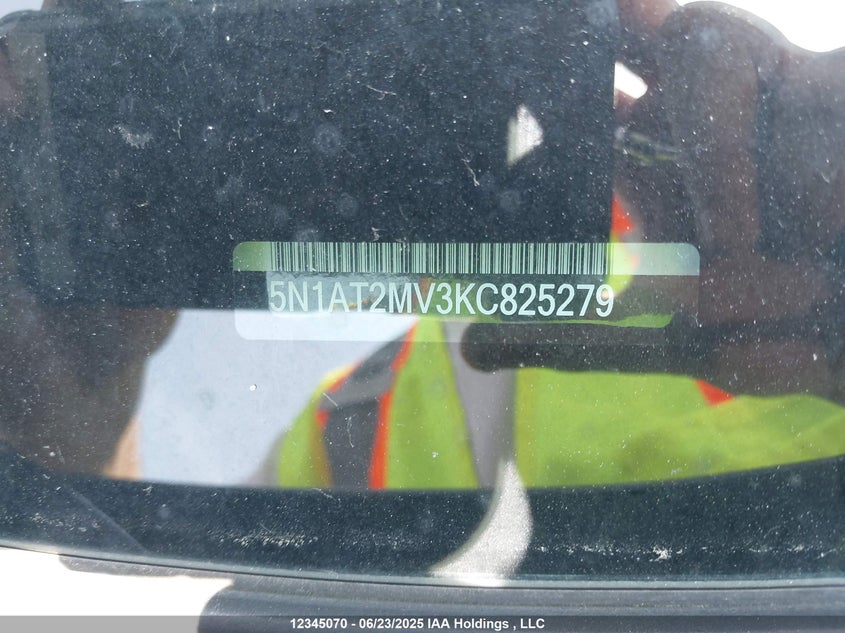 5N1AT2MV3KC825279
12345070 - 06/23/2025 IAA Holdings , LLC